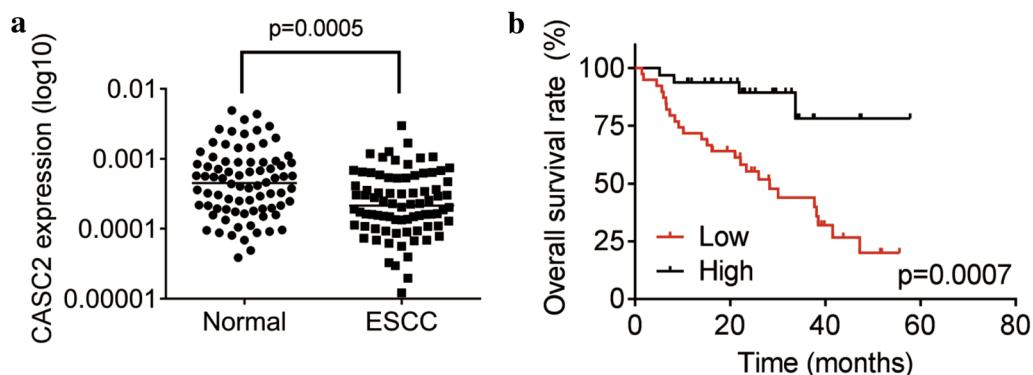 a
p=0.0005
CASC2 expression (log10)
0.01
0.001
0.0001
0.00001
Normal
ESCC
b
Overall survival rate (%)
100
75
50
25
0
Low
High
p=0.0007
0
20
40
60
80
Time (months)